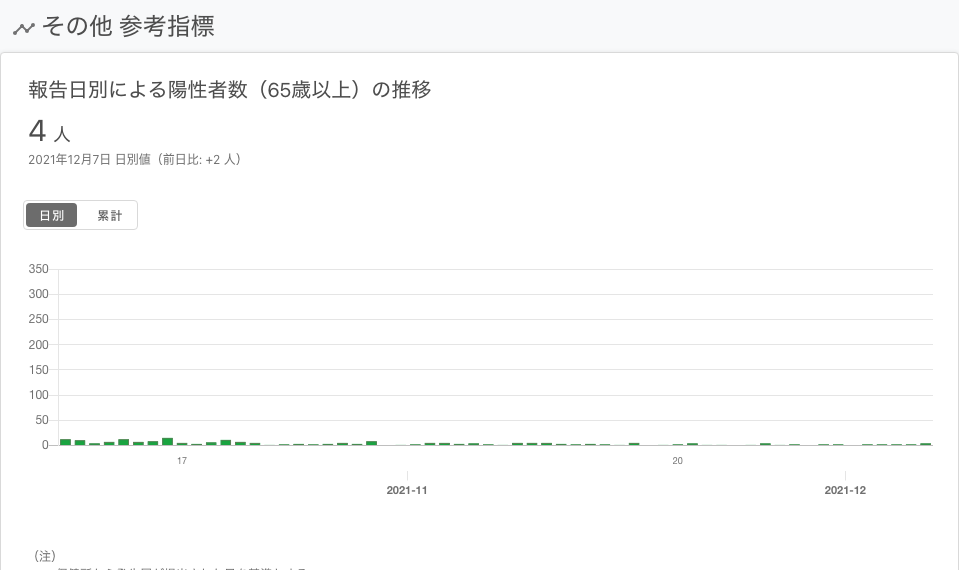 その他 参考指標
報告日別による陽性者数（65歳以上）の推移
4 人
2021年12月7日 日別値（前日比: +2 人）
日別 累計
350
300
250
200
150
100
50
0
17 20
2021-11 2021-12
（注）